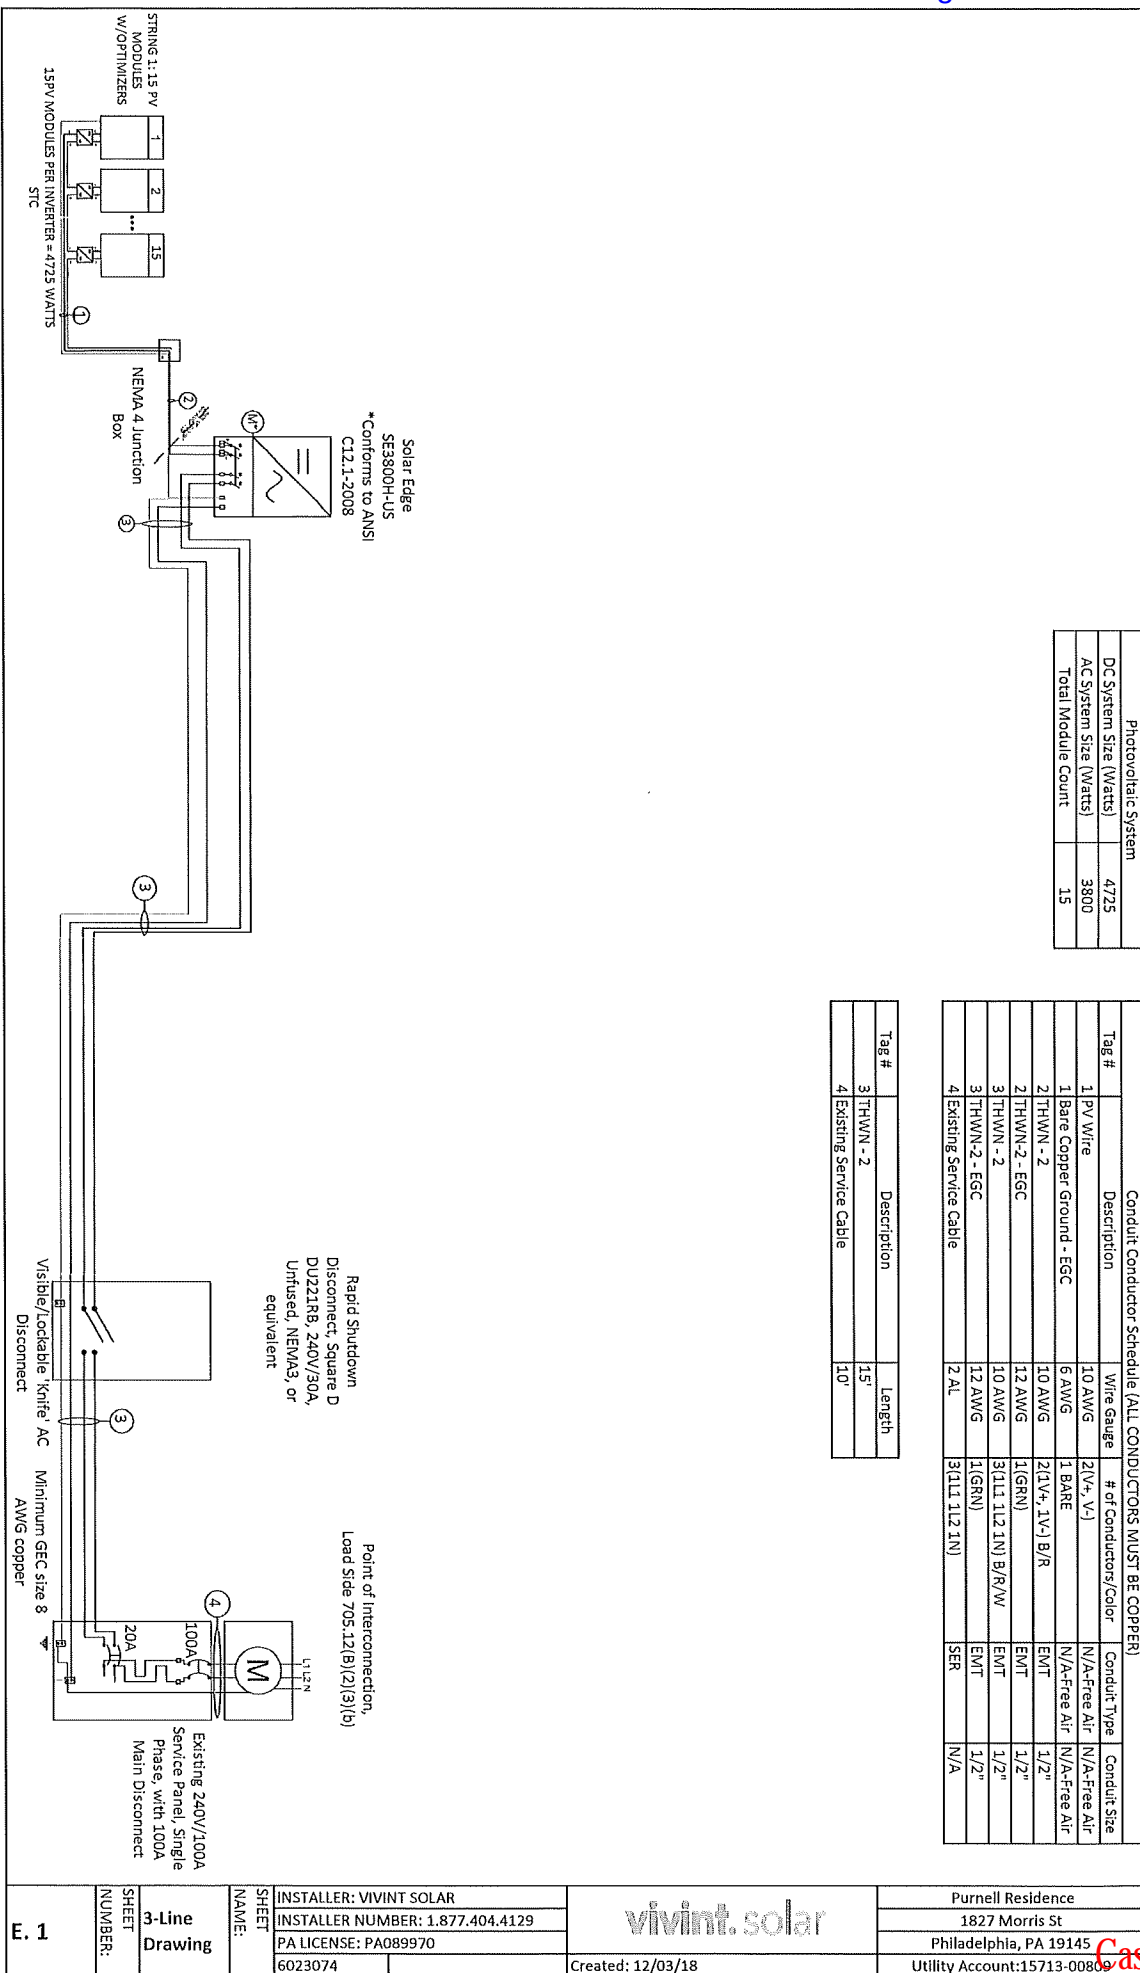 STRING 1: 15 PV
MODULES
W/OPTIMIZERS
1
2
15
15PV MODULES PER INVERTER = 4725 WATTS
STC
1
NEMA 4 Junction
Box
2
M*
Solar Edge
SE3800H-US
*Conforms to ANSI
C12.1-2008
3
3
Rapid Shutdown
Disconnect, Square D
DU221RB, 240V/30A,
Unfused, NEMA3, or
equivalent
Visible/Lockable 'Knife' AC
Disconnect
3
Minimum GEC size 8
AWG copper
Point of Interconnection,
Load Side 705.12(B)(2)(3)(b)
L1 L2 N
M
4
100A
20A
Existing 240V/100A
Service Panel, Single
Phase, with 100A
Main Disconnect
Photovoltaic System
DC System Size (Watts) 4725
AC System Size (Watts) 3800
Total Module Count 15
Conduit Conductor Schedule (ALL CONDUCTORS MUST BE COPPER)
Tag # Description Wire Gauge # of Conductors/Color Conduit Type Conduit Size
1 PV Wire 10 AWG 2(V+, V-) N/A-Free Air N/A-Free Air
1 Bare Copper Ground - EGC 6 AWG 1 BARE N/A-Free Air N/A-Free Air
2 THWN - 2 10 AWG 2(1V+, 1V-) B/R EMT 1/2"
2 THWN-2 - EGC 12 AWG 1(GRN) EMT 1/2"
3 THWN - 2 10 AWG 3(1L1 1L2 1N) B/R/W EMT 1/2"
3 THWN-2 - EGC 12 AWG 1(GRN) EMT 1/2"
4 Existing Service Cable 2 AL 3(1L1 1L2 1N) SER N/A
Tag # Description Length
3 THWN - 2 15'
4 Existing Service Cable 10'
E. 1
SHEET
NUMBER:
3-Line
Drawing
SHEET
NAME:
INSTALLER: VIVINT SOLAR
INSTALLER NUMBER: 1.877.404.4129
PA LICENSE: PA089970
6023074
vivint.solar
Created: 12/03/18
Purnell Residence
1827 Morris St
Philadelphia, PA 19145
Utility Account:15713-00809
Cas